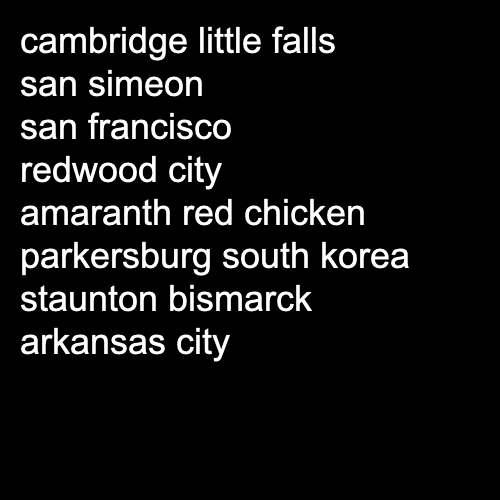 cambridge little falls
san simeon
san francisco
redwood city
amaranth red chicken
parkersburg south korea
staunton bismarck
arkansas city